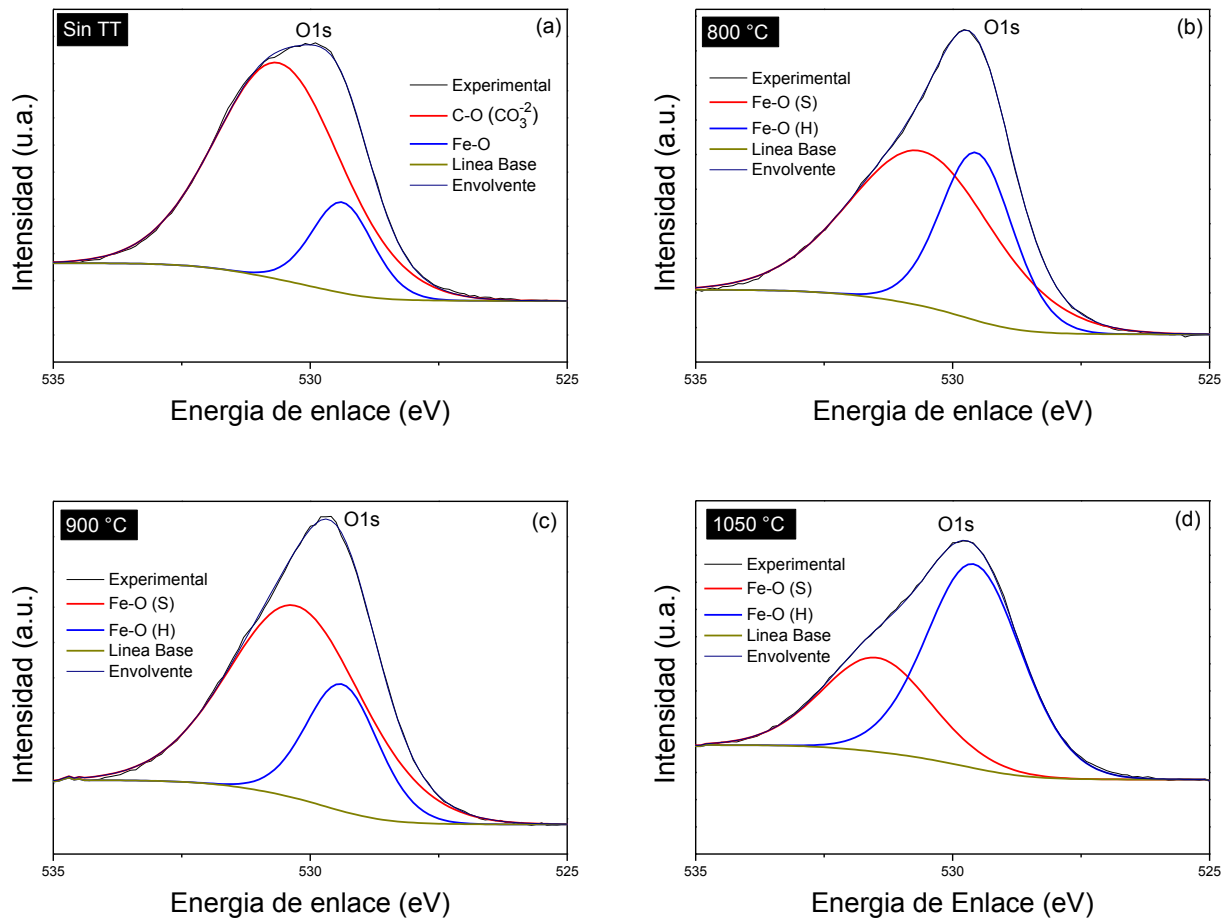 Sin TT
O1s
(a)
Experimental
C-O (CO₃⁻²)
Fe-O
Linea Base
Envolvente
Intensidad (u.a.)
535
530
525
Energia de enlace (eV)
800 °C
O1s
(b)
Experimental
Fe-O (S)
Fe-O (H)
Linea Base
Envolvente
Intensidad (a.u.)
535
530
525
Energia de enlace (eV)
900 °C
O1s
(c)
Experimental
Fe-O (S)
Fe-O (H)
Linea Base
Envolvente
Intensidad (a.u.)
535
530
525
Energia de enlace (eV)
1050 °C
O1s
(d)
Experimental
Fe-O (S)
Fe-O (H)
Linea Base
Envolvente
Intensidad (u.a.)
535
530
525
Energia de Enlace (eV)